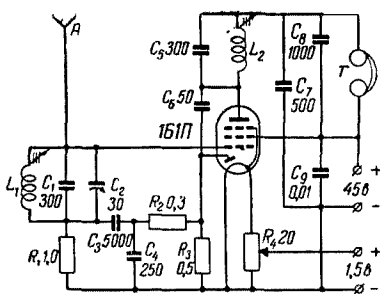 A
C5 300
L2
C8 1000
C6 50
C7 500
T
1Б1П
L1
C1 300
C2 30
C9 0,01
+
45в
-
R2 0,3
C3 5000
C4 250
R1 1,0
R3 0,5
R4 20
+
1,5в
-